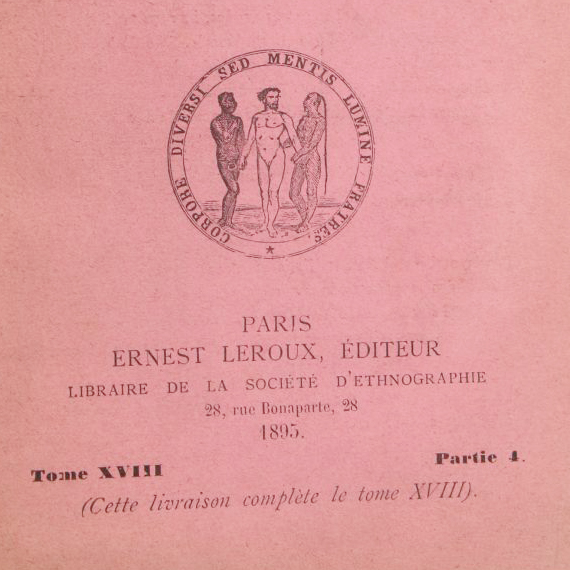 CORPORE DIVERSI SED MENTIS LUMINE FRATRES
PARIS
ERNEST LEROUX, ÉDITEUR
LIBRAIRE DE LA SOCIÉTÉ D'ETHNOGRAPHIE
28, rue Bonaparte, 28
1895.
Tome XVIII
Partie 4.
(Cette livraison complète le tome XVIII).